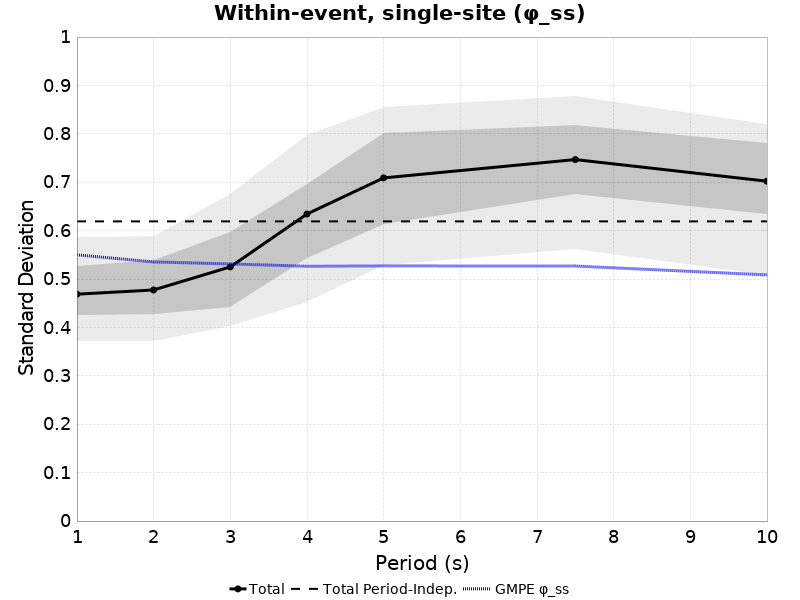 Within-event, single-site (φ_ss)
1
0.9
0.8
0.7
0.6
0.5
0.4
0.3
0.2
0.1
0
Standard Deviation
1 2 3 4 5 6 7 8 9 10
Period (s)
Total Total Period-Indep. GMPE φ_ss